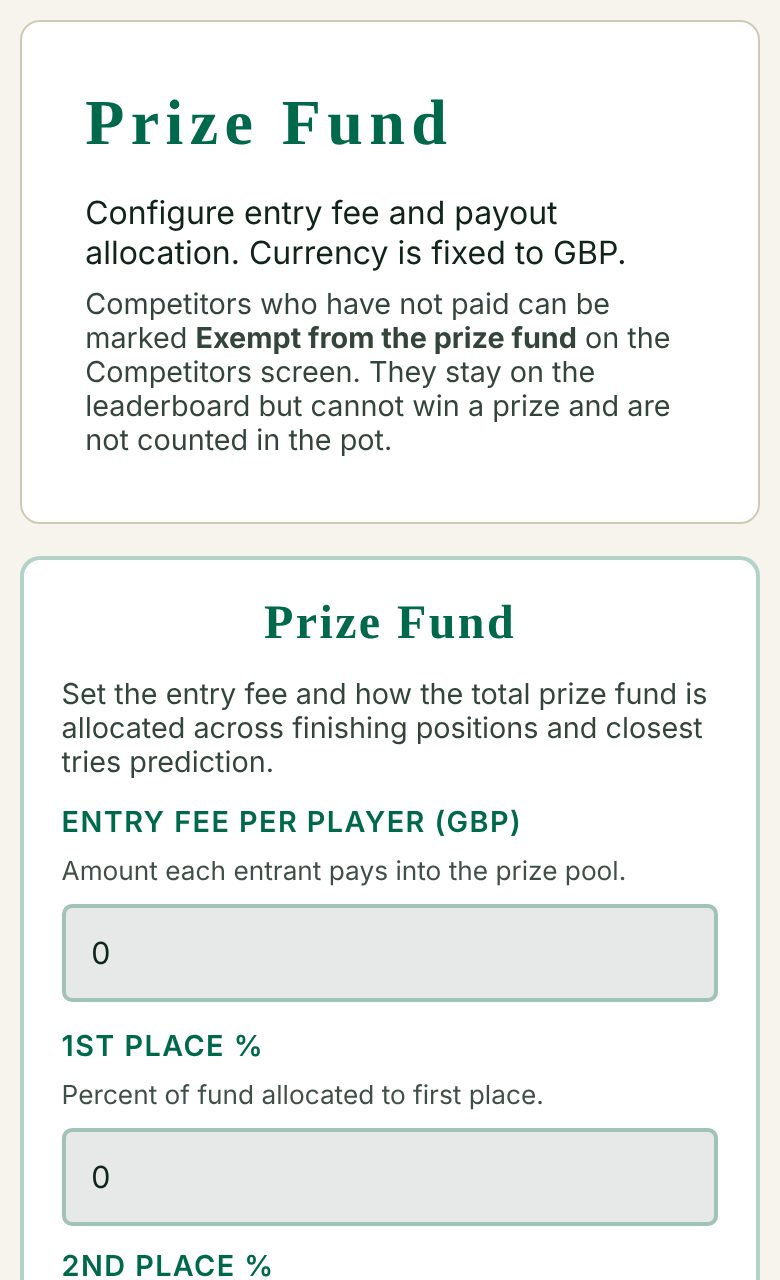 Prize Fund
Configure entry fee and payout
allocation. Currency is fixed to GBP.
Competitors who have not paid can be
marked Exempt from the prize fund on the
Competitors screen. They stay on the
leaderboard but cannot win a prize and are
not counted in the pot.
Prize Fund
Set the entry fee and how the total prize fund is
allocated across finishing positions and closest
tries prediction.
ENTRY FEE PER PLAYER (GBP)
Amount each entrant pays into the prize pool.
0
1ST PLACE %
Percent of fund allocated to first place.
0
2ND PLACE %